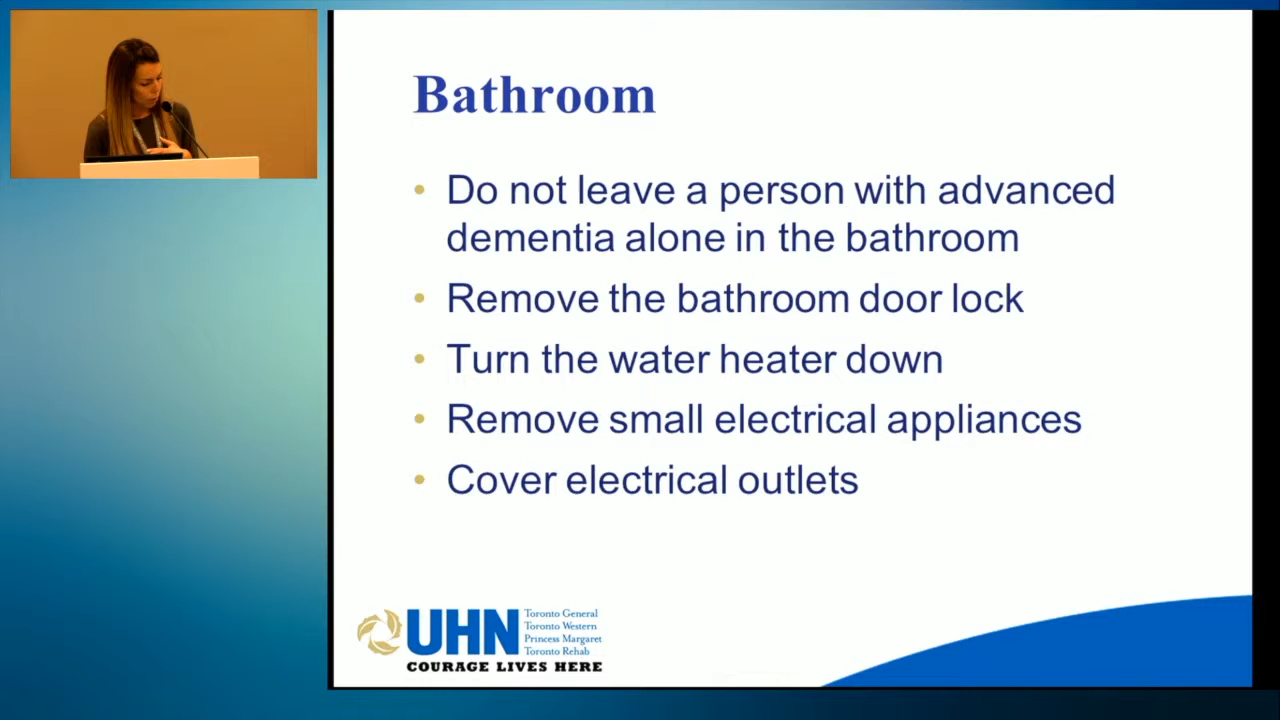 Bathroom
• Do not leave a person with advanced
dementia alone in the bathroom
• Remove the bathroom door lock
• Turn the water heater down
• Remove small electrical appliances
• Cover electrical outlets
UHN
Toronto General
Toronto Western
Princess Margaret
Toronto Rehab
COURAGE LIVES HERE